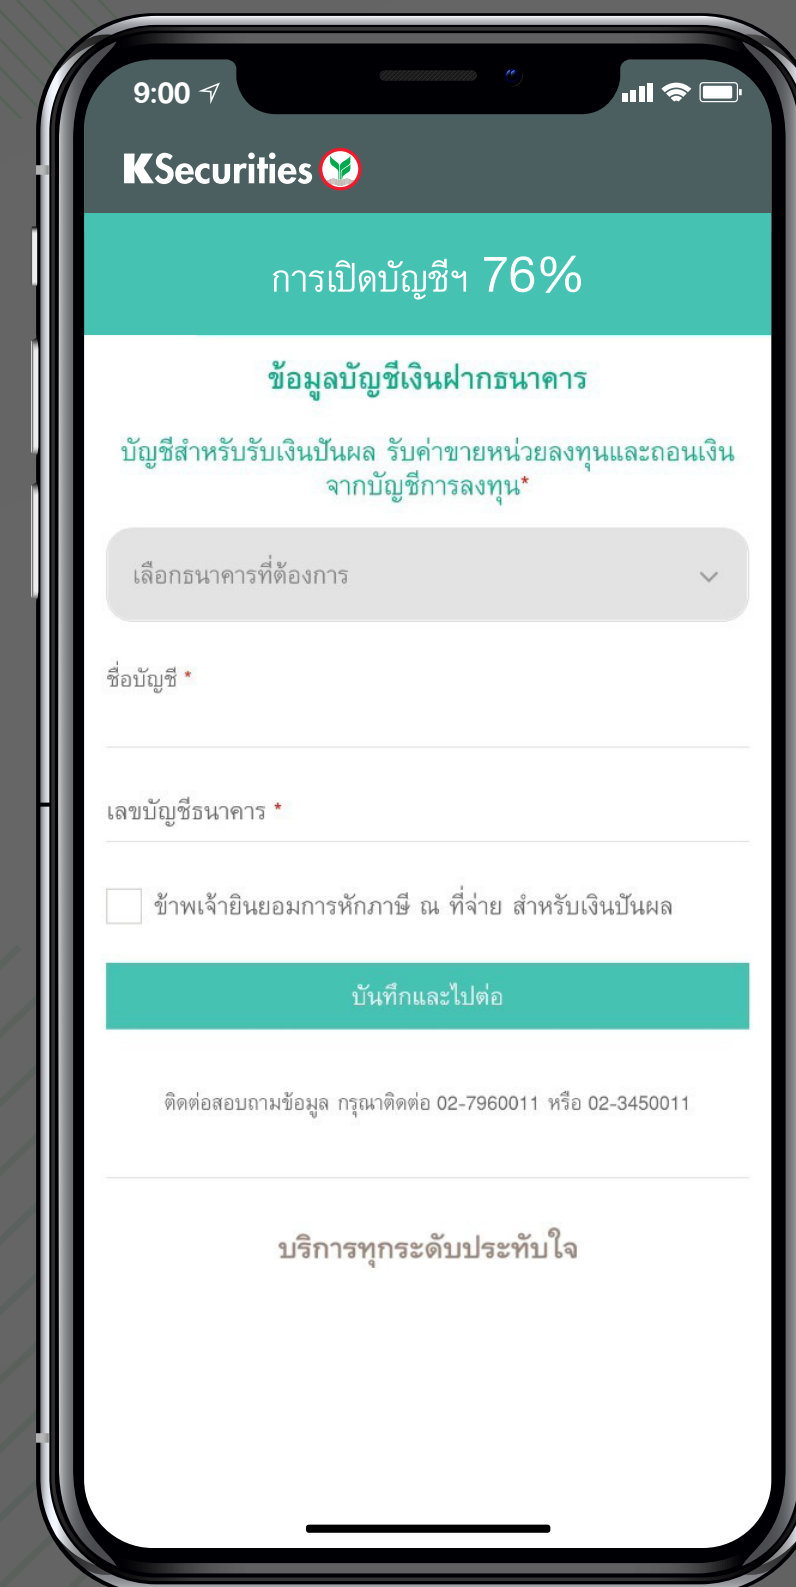 9:00
KSecurities
การเปิดบัญชีฯ 76%
ข้อมูลบัญชีเงินฝากธนาคาร
บัญชีสำหรับรับเงินปันผล รับค่าขายหน่วยลงทุนและถอนเงิน
จากบัญชีการลงทุน*
เลือกธนาคารที่ต้องการ
ชื่อบัญชี *
เลขบัญชีธนาคาร *
ข้าพเจ้ายินยอมการหักภาษี ณ ที่จ่าย สำหรับเงินปันผล
บันทึกและไปต่อ
ติดต่อสอบถามข้อมูล กรุณาติดต่อ 02-7960011 หรือ 02-3450011
บริการทุกระดับประทับใจ